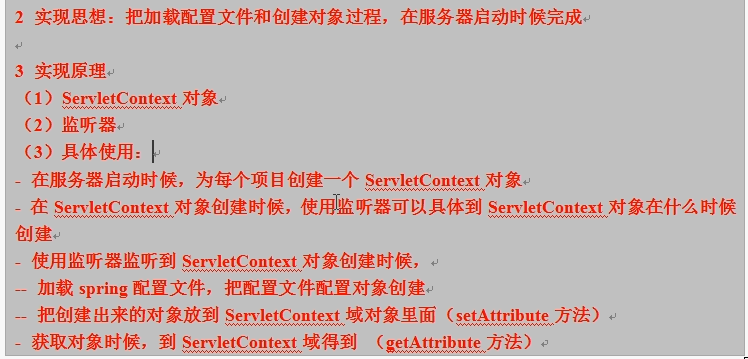 2 实现思想：把加载配置文件和创建对象过程，在服务器启动时候完成
3 实现原理
（1）ServletContext 对象
（2）监听器
（3）具体使用：
- 在服务器启动时候，为每个项目创建一个 ServletContext 对象
- 在 ServletContext 对象创建时候，使用监听器可以具体到 ServletContext 对象在什么时候
创建
- 使用监听器监听到 ServletContext 对象创建时候，
-- 加载 spring 配置文件，把配置文件配置对象创建
-- 把创建出来的对象放到 ServletContext 域对象里面（setAttribute 方法）
- 获取对象时候，到 ServletContext 域得到 （getAttribute 方法）